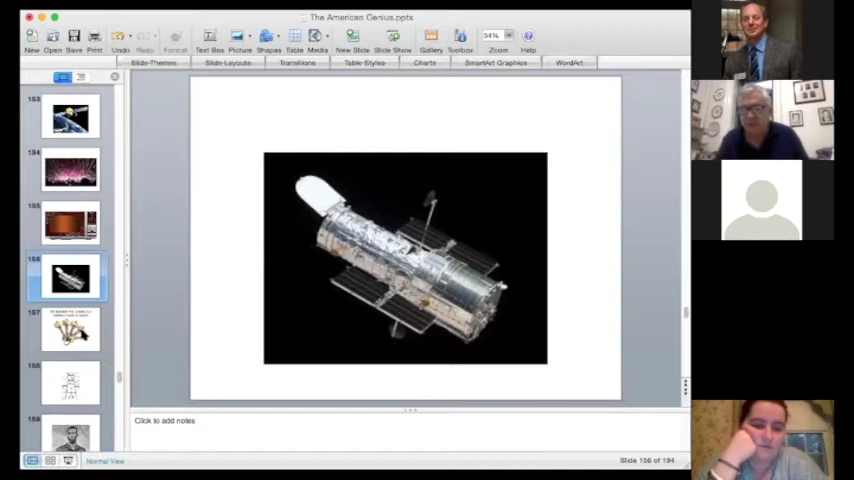 The American Genius.pptx
New Open Save Print Undo Redo Format Text Box Picture Shapes Table Media New Slide Slide Show Gallery Toolbox Zoom Help
34%
Slide Themes Slide Layouts Transitions Table Styles Charts SmartArt Graphics WordArt
153
154
155
156
157
158
159
Click to add notes
Normal View
Slide 156 of 194